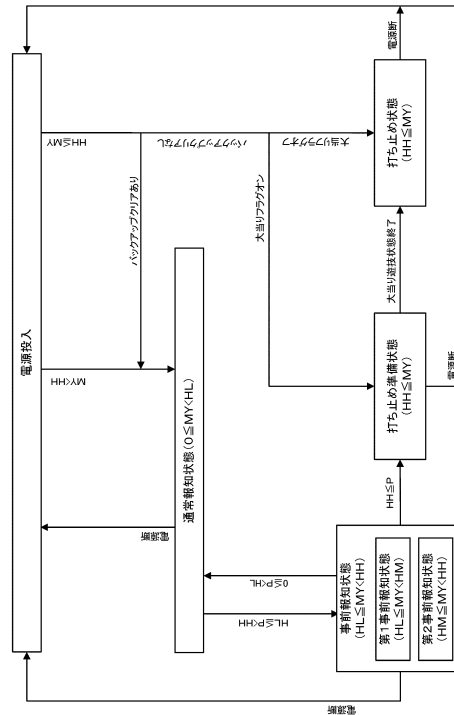 電源投入
MY<HH
HH≦MY
バックアップクリアあり
バックアップクリアなし
電源断
通常報知状態(0≦MY<HL)
大当りフラグオン
大当りフラグオフ
HL≦P<HH
0≦P<HL
事前報知状態
(HL≦MY<HH)
第1事前報知状態
(HL≦MY<HM)
第2事前報知状態
(HM≦MY<HH)
HH≦P
打ち止め準備状態
(HH≦MY)
大当り遊技状態終了
打ち止め状態
(HH≦MY)
電源断
電源断
電源断